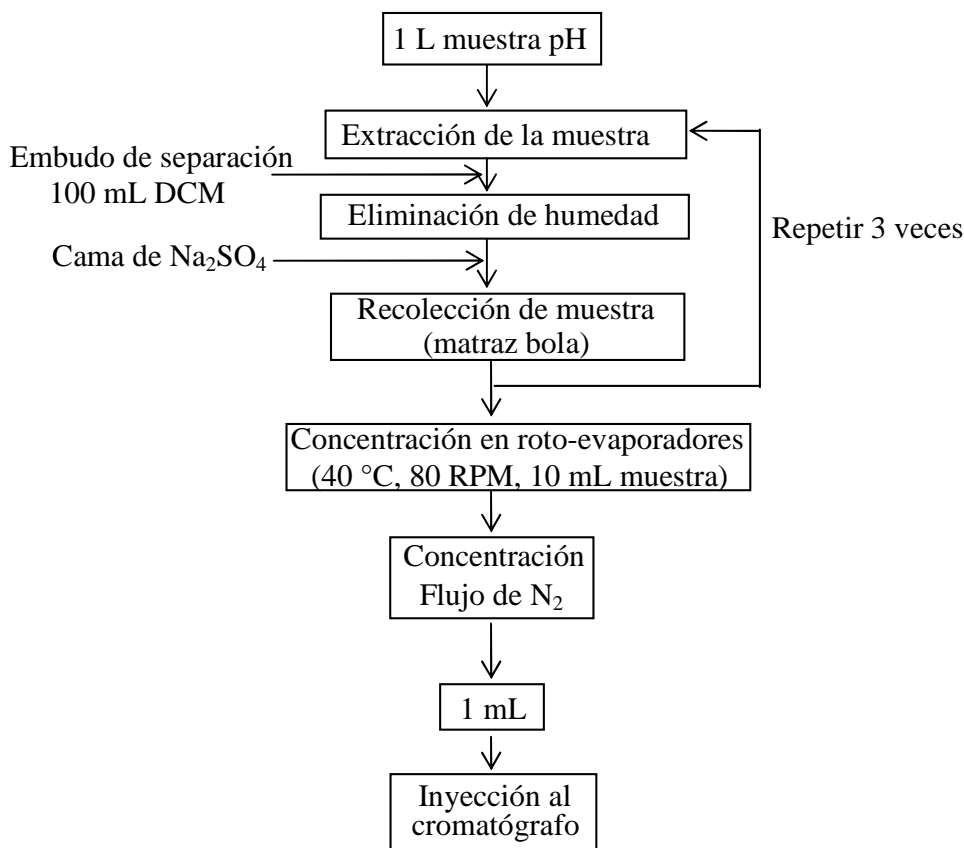 1 L muestra pH
Extracción de la muestra
Embudo de separación
100 mL DCM
Eliminación de humedad
Repetir 3 veces
Cama de Na₂SO₄
Recolección de muestra
(matraz bola)
Concentración en roto-evaporadores
(40 °C, 80 RPM, 10 mL muestra)
Concentración
Flujo de N₂
1 mL
Inyección al
cromatógrafo